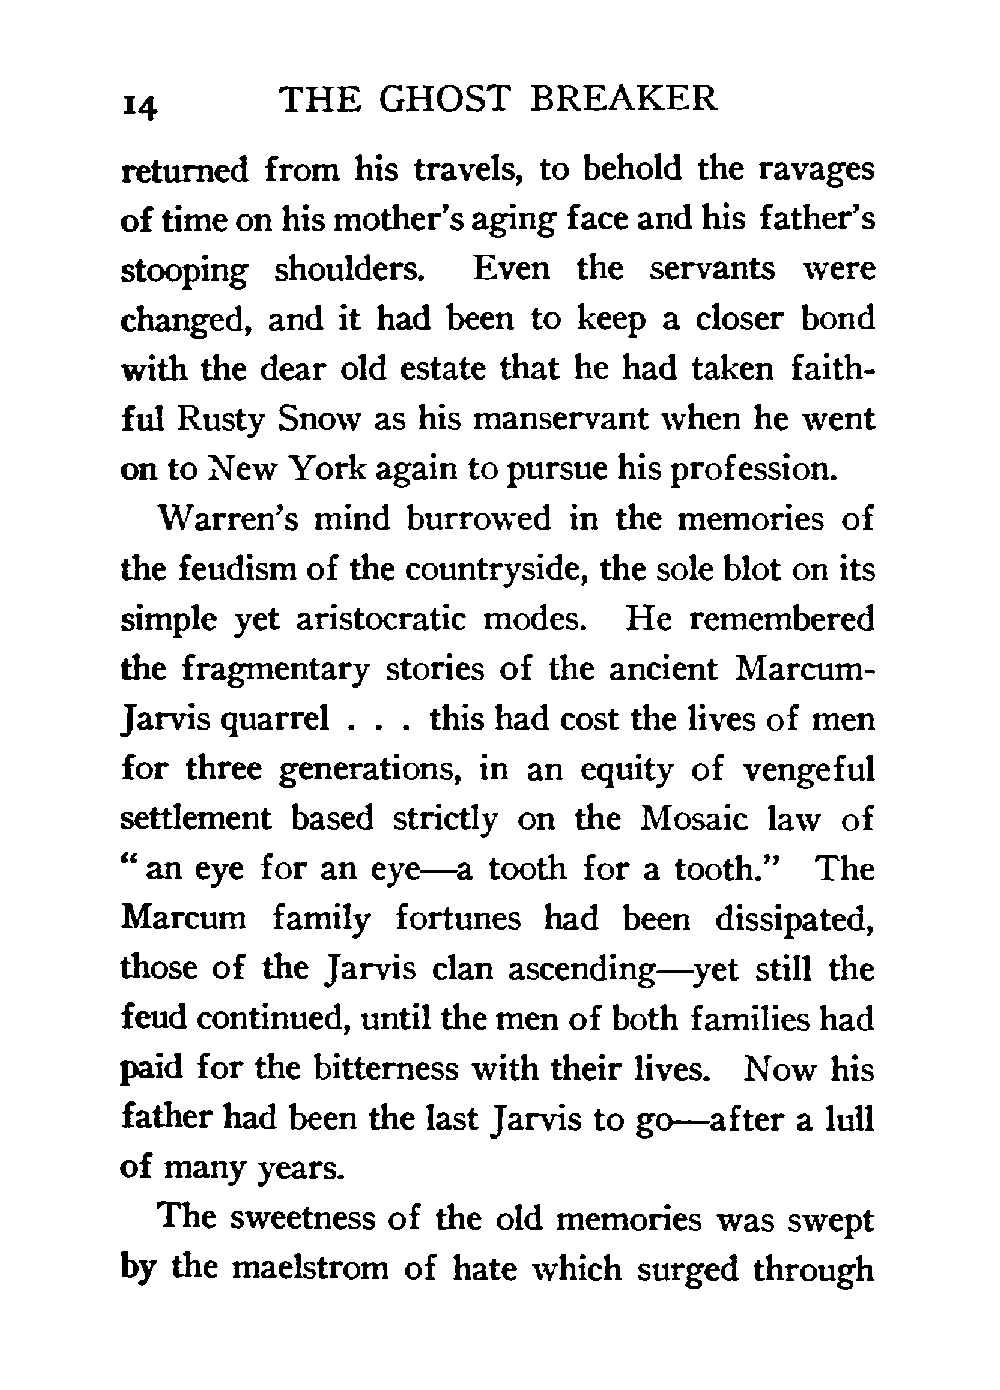 14 THE GHOST BREAKER
returned from his travels, to behold the ravages
of time on his mother's aging face and his father's
stooping shoulders. Even the servants were
changed, and it had been to keep a closer bond
with the dear old estate that he had taken faith-
ful Rusty Snow as his manservant when he went
on to New York again to pursue his profession.
Warren's mind burrowed in the memories of
the feudism of the countryside, the sole blot on its
simple yet aristocratic modes. He remembered
the fragmentary stories of the ancient Marcum-
Jarvis quarrel . . . this had cost the lives of men
for three generations, in an equity of vengeful
settlement based strictly on the Mosaic law of
“ an eye for an eye—a tooth for a tooth.” The
Marcum family fortunes had been dissipated,
those of the Jarvis clan ascending—yet still the
feud continued, until the men of both families had
paid for the bitterness with their lives. Now his
father had been the last Jarvis to go—after a lull
of many years.
The sweetness of the old memories was swept
by the maelstrom of hate which surged through